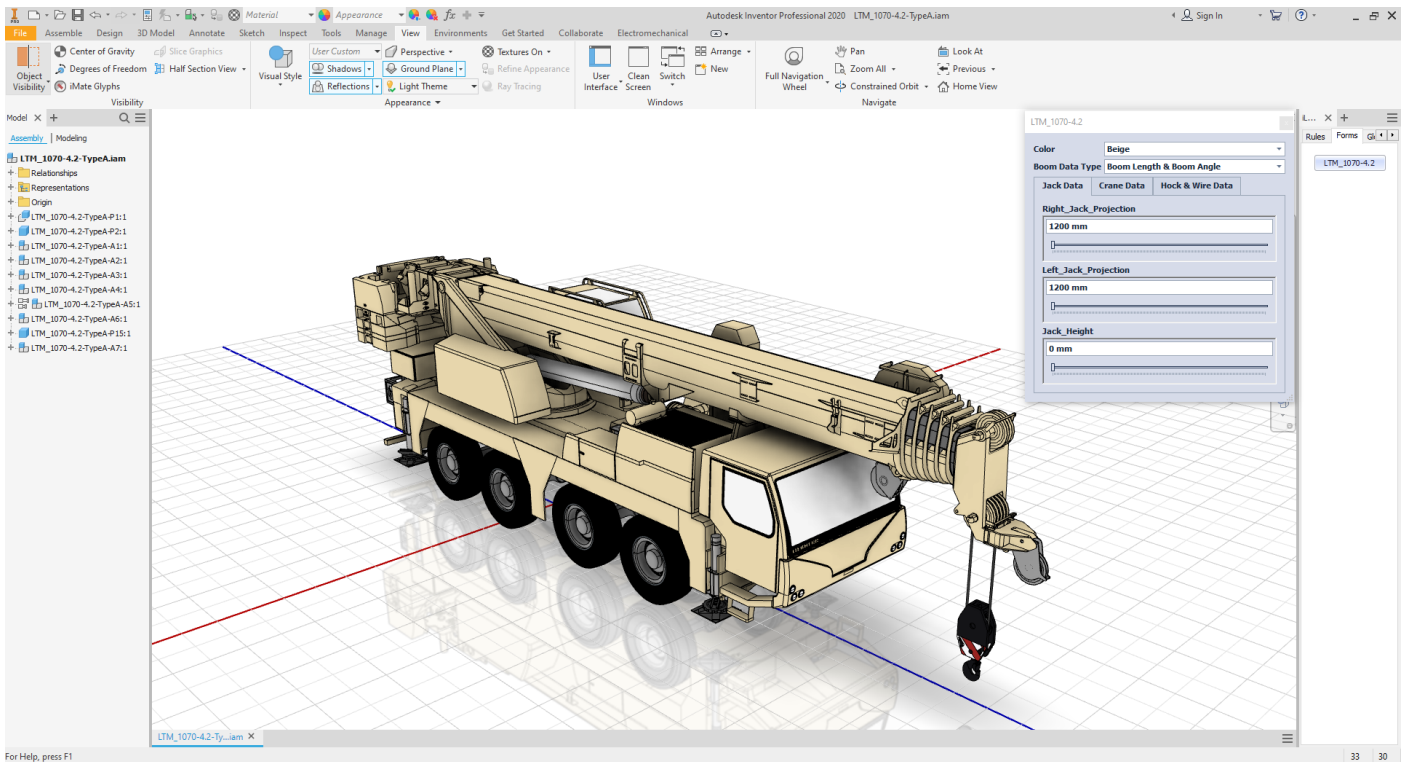 Material
Appearance
Autodesk Inventor Professional 2020 LTM_1070-4.2-TypeA.iam
Sign In
File Assemble Design 3D Model Annotate Sketch Inspect Tools Manage View Environments Get Started Collaborate Electromechanical
Object Visibility
Center of Gravity
Degrees of Freedom
iMate Glyphs
Slice Graphics
Half Section View
Visibility
Visual Style
User Custom
Shadows
Reflections
Perspective
Ground Plane
Light Theme
Textures On
Refine Appearance
Ray Tracing
Appearance
User Interface
Clean Screen
Switch
Arrange
New
Windows
Full Navigation Wheel
Pan
Zoom All
Constrained Orbit
Look At
Previous
Home View
Navigate
Model
Assembly | Modeling
LTM_1070-4.2-TypeA.iam
Relationships
Representations
Origin
LTM_1070-4.2-TypeA-P1:1
LTM_1070-4.2-TypeA-P2:1
LTM_1070-4.2-TypeA-A1:1
LTM_1070-4.2-TypeA-A2:1
LTM_1070-4.2-TypeA-A3:1
LTM_1070-4.2-TypeA-A4:1
LTM_1070-4.2-TypeA-A5:1
LTM_1070-4.2-TypeA-A6:1
LTM_1070-4.2-TypeA-P15:1
LTM_1070-4.2-TypeA-A7:1
LTM_1070-4.2
Color Beige
Boom Data Type Boom Length & Boom Angle
Jack Data Crane Data Hock & Wire Data
Right_Jack_Projection
1200 mm
Left_Jack_Projection
1200 mm
Jack_Height
0 mm
iL...
Rules Forms
LTM_1070-4.2
LTM_1070-4.2-Ty...iam
For Help, press F1
33 30